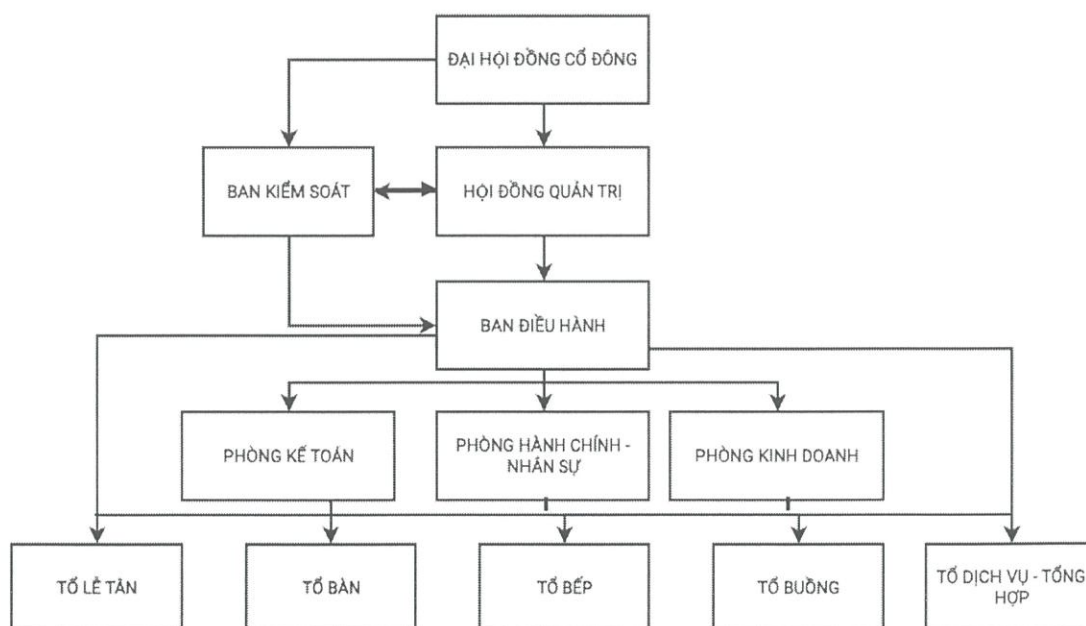 ĐẠI HỘI ĐỒNG CỔ ĐÔNG
BAN KIỂM SOÁT
HỘI ĐỒNG QUẢN TRỊ
BAN ĐIỀU HÀNH
PHÒNG KẾ TOÁN
PHÒNG HÀNH CHÍNH -
NHÂN SỰ
PHÒNG KINH DOANH
TỔ LỄ TÂN
TỔ BÀN
TỔ BẾP
TỔ BUỒNG
TỔ DỊCH VỤ - TỔNG
HỢP